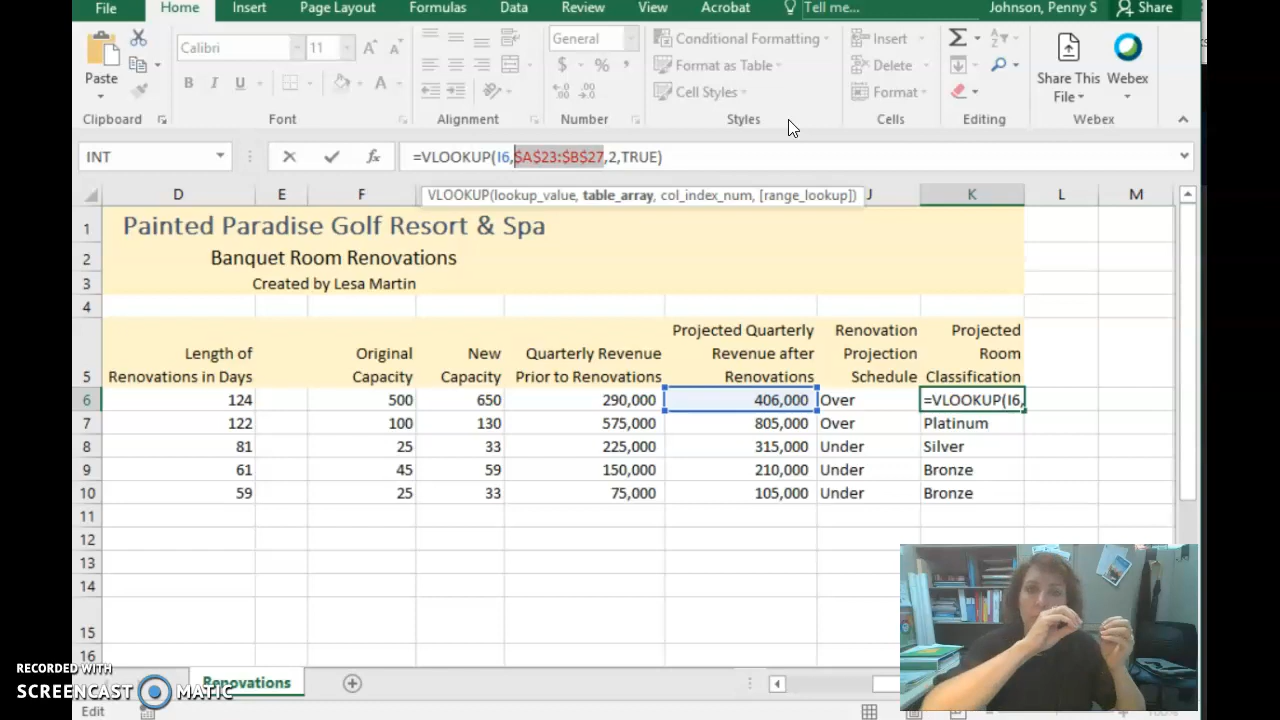 File Home Insert Page Layout Formulas Data Review View Acrobat Tell me... Johnson, Penny S Share
Calibri 11 General Conditional Formatting Insert
Paste B I U $ % , Format as Table Delete Share This File Webex
Cell Styles Format
Clipboard Font Alignment Number Styles Cells Editing Webex
INT fx =VLOOKUP(I6,$A$23:$B$27,2,TRUE)
VLOOKUP(lookup_value, table_array, col_index_num, [range_lookup])
D E F J K L M
1 Painted Paradise Golf Resort & Spa
2 Banquet Room Renovations
3 Created by Lesa Martin
4
Projected Quarterly Renovation Projected
Length of Original New Quarterly Revenue Revenue after Projection Room
5 Renovations in Days Capacity Capacity Prior to Renovations Renovations Schedule Classification
6 124 500 650 290,000 406,000 Over =VLOOKUP(I6,
7 122 100 130 575,000 805,000 Over Platinum
8 81 25 33 225,000 315,000 Under Silver
9 61 45 59 150,000 210,000 Under Bronze
10 59 25 33 75,000 105,000 Under Bronze
11
12
13
14
15
16
RECORDED WITH
SCREENCAST MATIC
Renovations
Edit